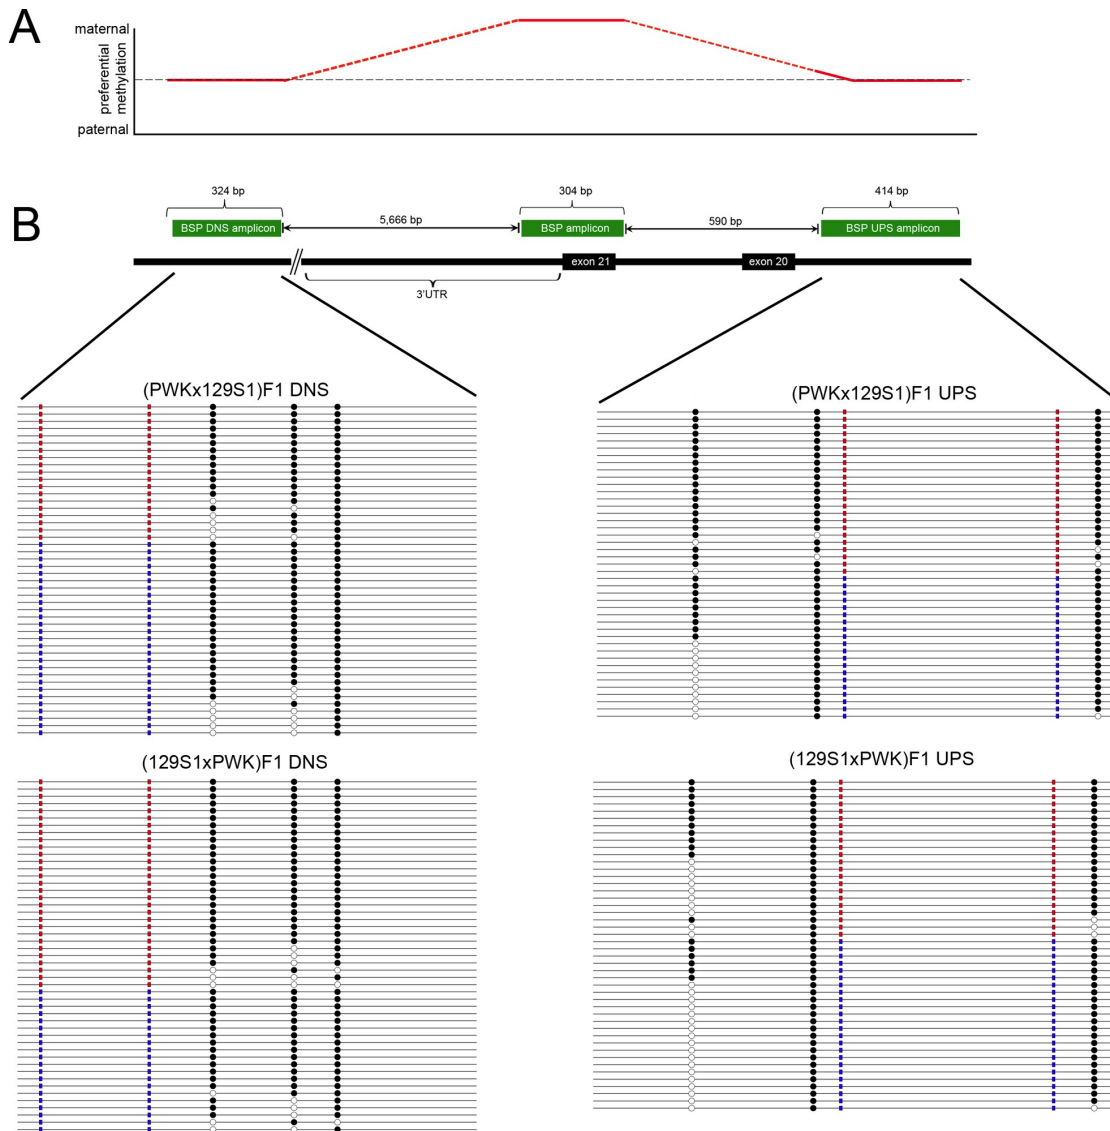 A
maternal
preferential
methylation
paternal
B
324 bp
304 bp
414 bp
5,666 bp
590 bp
BSP DNS amplicon
BSP amplicon
BSP UPS amplicon
exon 21
exon 20
3'UTR
(PWKx129S1)F1 DNS
(PWKx129S1)F1 UPS
(129S1xPWK)F1 DNS
(129S1xPWK)F1 UPS